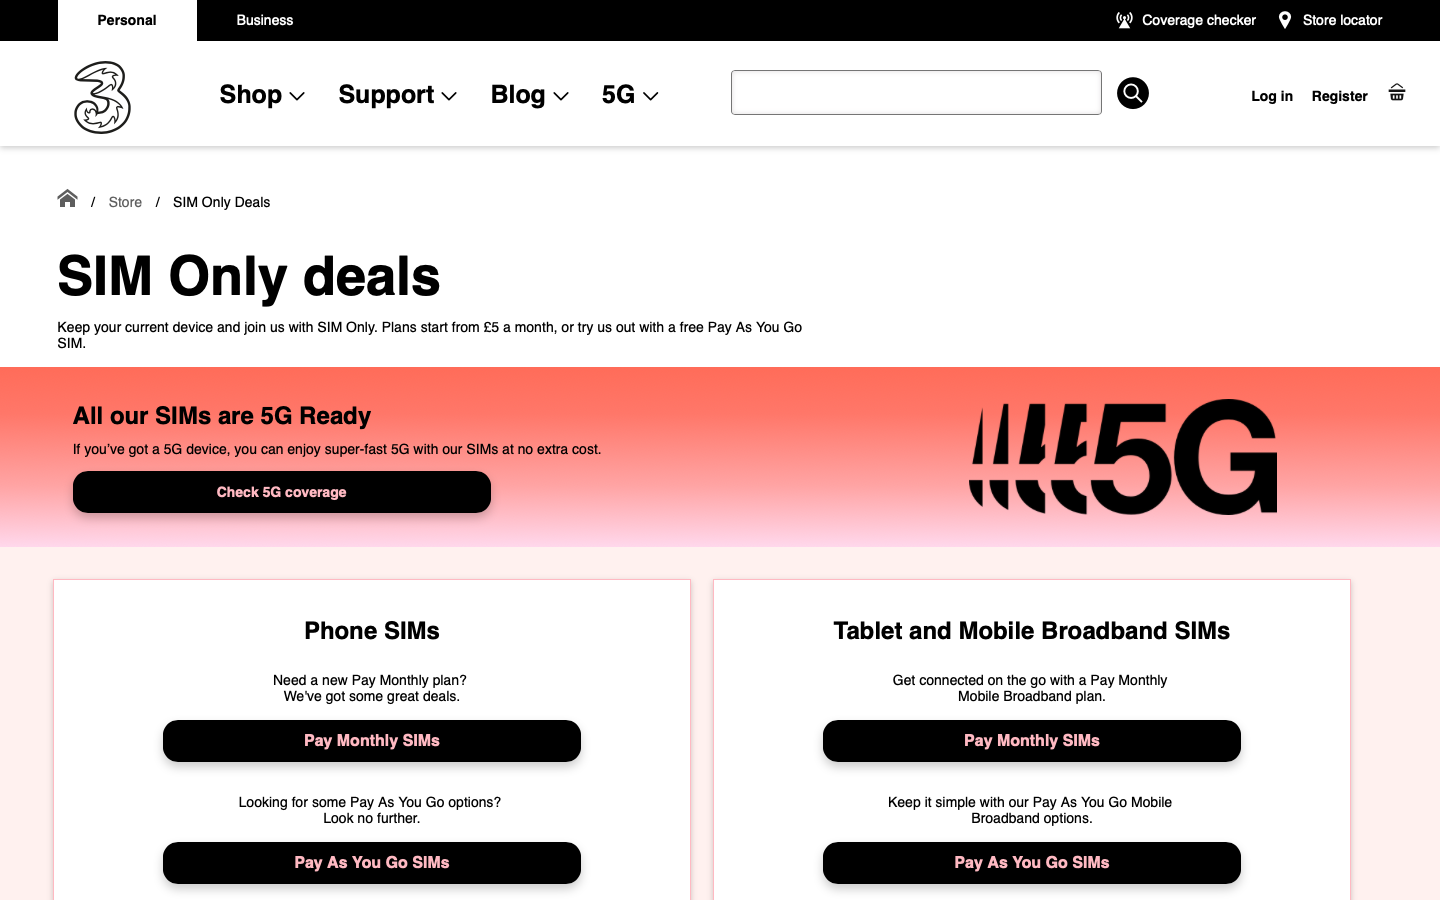 Personal
Business
Coverage checker
Store locator
3
Shop
Support
Blog
5G
Log in
Register
/ Store / SIM Only Deals
SIM Only deals
Keep your current device and join us with SIM Only. Plans start from £5 a month, or try us out with a free Pay As You Go
SIM.
All our SIMs are 5G Ready
If you've got a 5G device, you can enjoy super-fast 5G with our SIMs at no extra cost.
Check 5G coverage
5G
Phone SIMs
Need a new Pay Monthly plan?
We've got some great deals.
Pay Monthly SIMs
Looking for some Pay As You Go options?
Look no further.
Pay As You Go SIMs
Tablet and Mobile Broadband SIMs
Get connected on the go with a Pay Monthly
Mobile Broadband plan.
Pay Monthly SIMs
Keep it simple with our Pay As You Go Mobile
Broadband options.
Pay As You Go SIMs